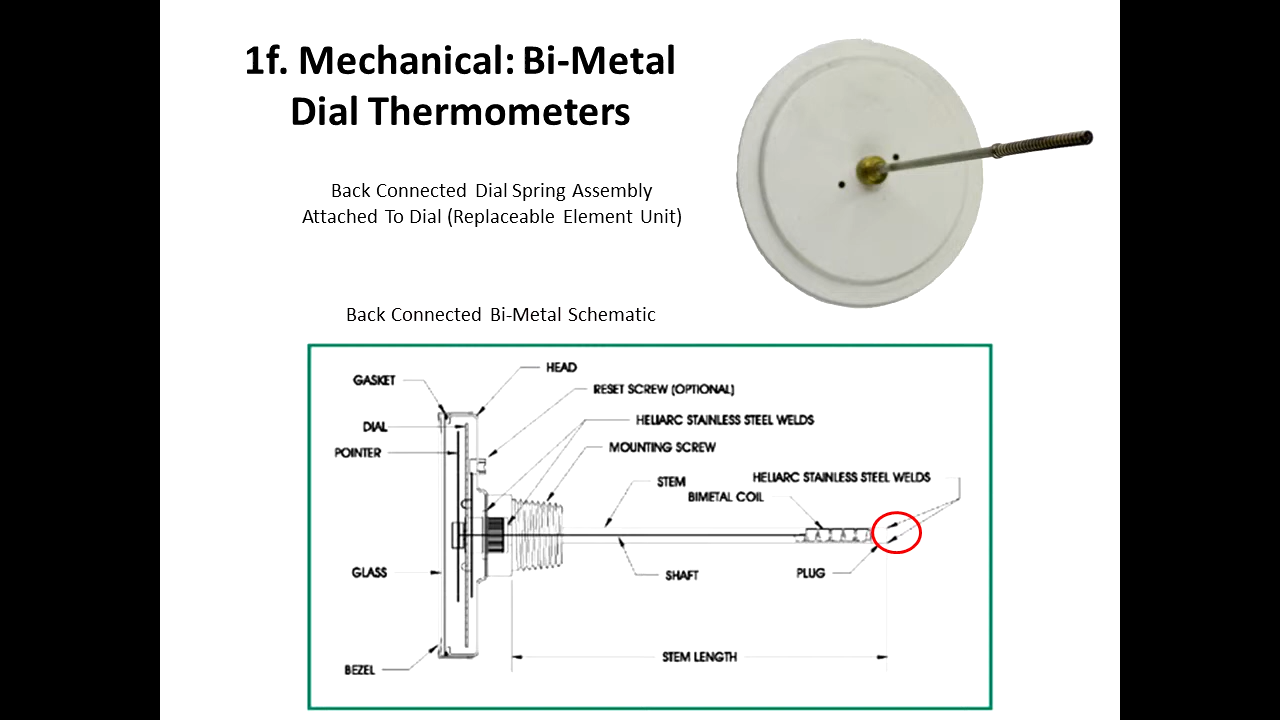 1f. Mechanical: Bi-Metal
Dial Thermometers
Back Connected Dial Spring Assembly
Attached To Dial (Replaceable Element Unit)
Back Connected Bi-Metal Schematic
HEAD
GASKET
RESET SCREW (OPTIONAL)
HELIARC STAINLESS STEEL WELDS
DIAL
MOUNTING SCREW
POINTER
HELIARC STAINLESS STEEL WELDS
STEM
BIMETAL COIL
GLASS
SHAFT
PLUG
STEM LENGTH
BEZEL